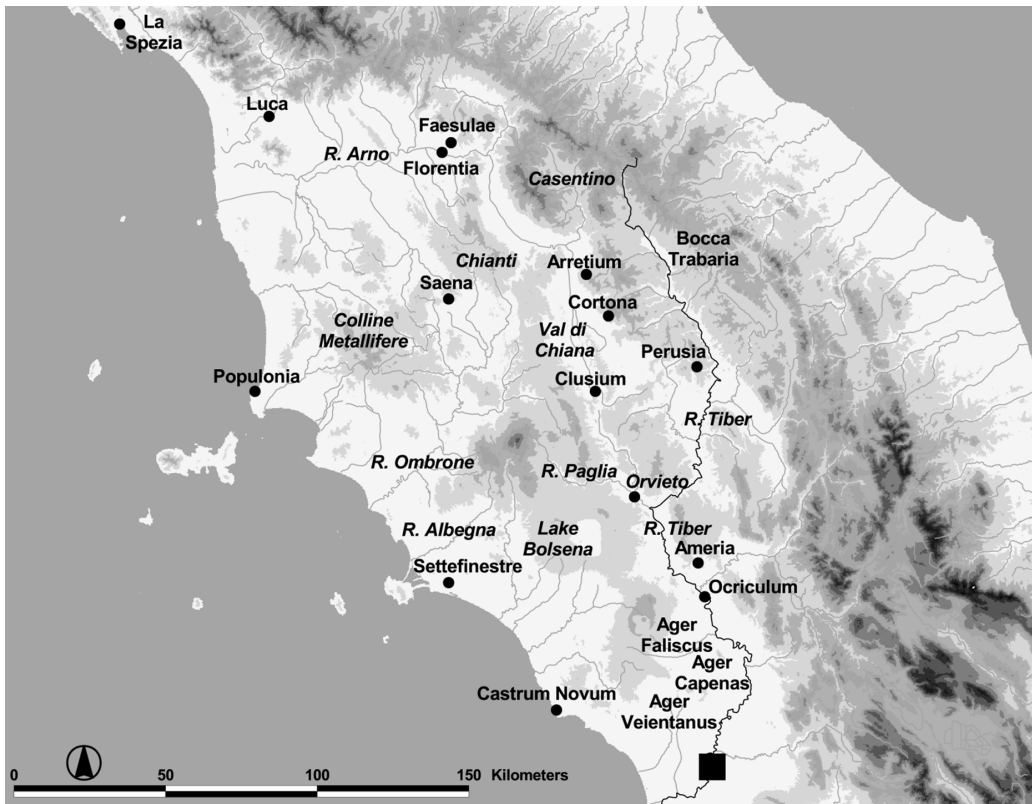 La
Spezia
Luca
Faesulae
R. Arno
Florentia
Casentino
Bocca
Trabaria
Chianti
Arretium
Saena
Cortona
Colline
Metallifere
Val di
Chiana
Perusia
Populonia
Clusium
R. Tiber
R. Ombrone
R. Paglia
Orvieto
R. Albegna
Lake
Bolsena
R. Tiber
Ameria
Settefinestre
Ocriculum
Ager
Faliscus
Ager
Capenas
Castrum Novum
Ager
Veientanus
0 50 100 150 Kilometers